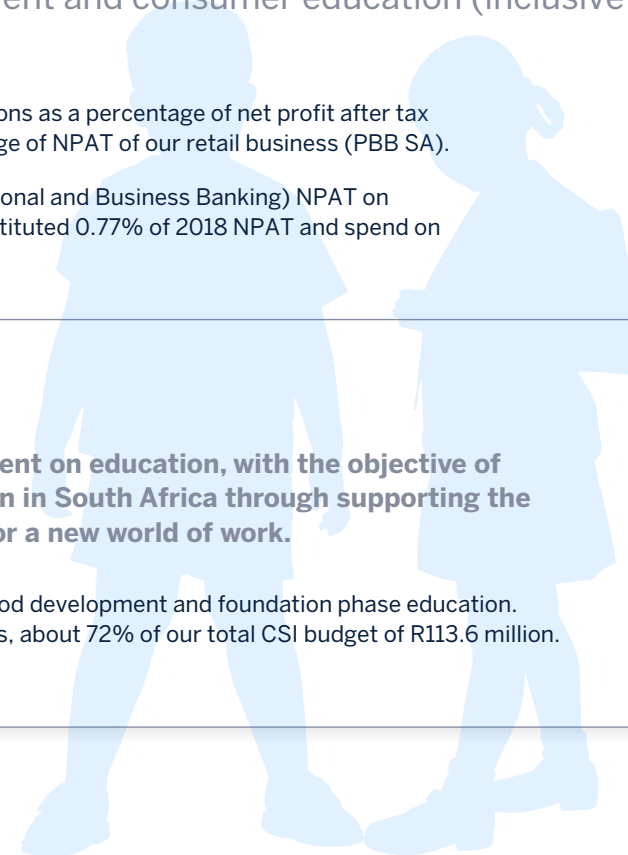 ent and consumer education (inclusive
ons as a percentage of net profit after tax
ge of NPAT of our retail business (PBB SA).
onal and Business Banking) NPAT on
tituted 0.77% of 2018 NPAT and spend on
ent on education, with the objective of
n in South Africa through supporting the
or a new world of work.
od development and foundation phase education.
s, about 72% of our total CSI budget of R113.6 million.